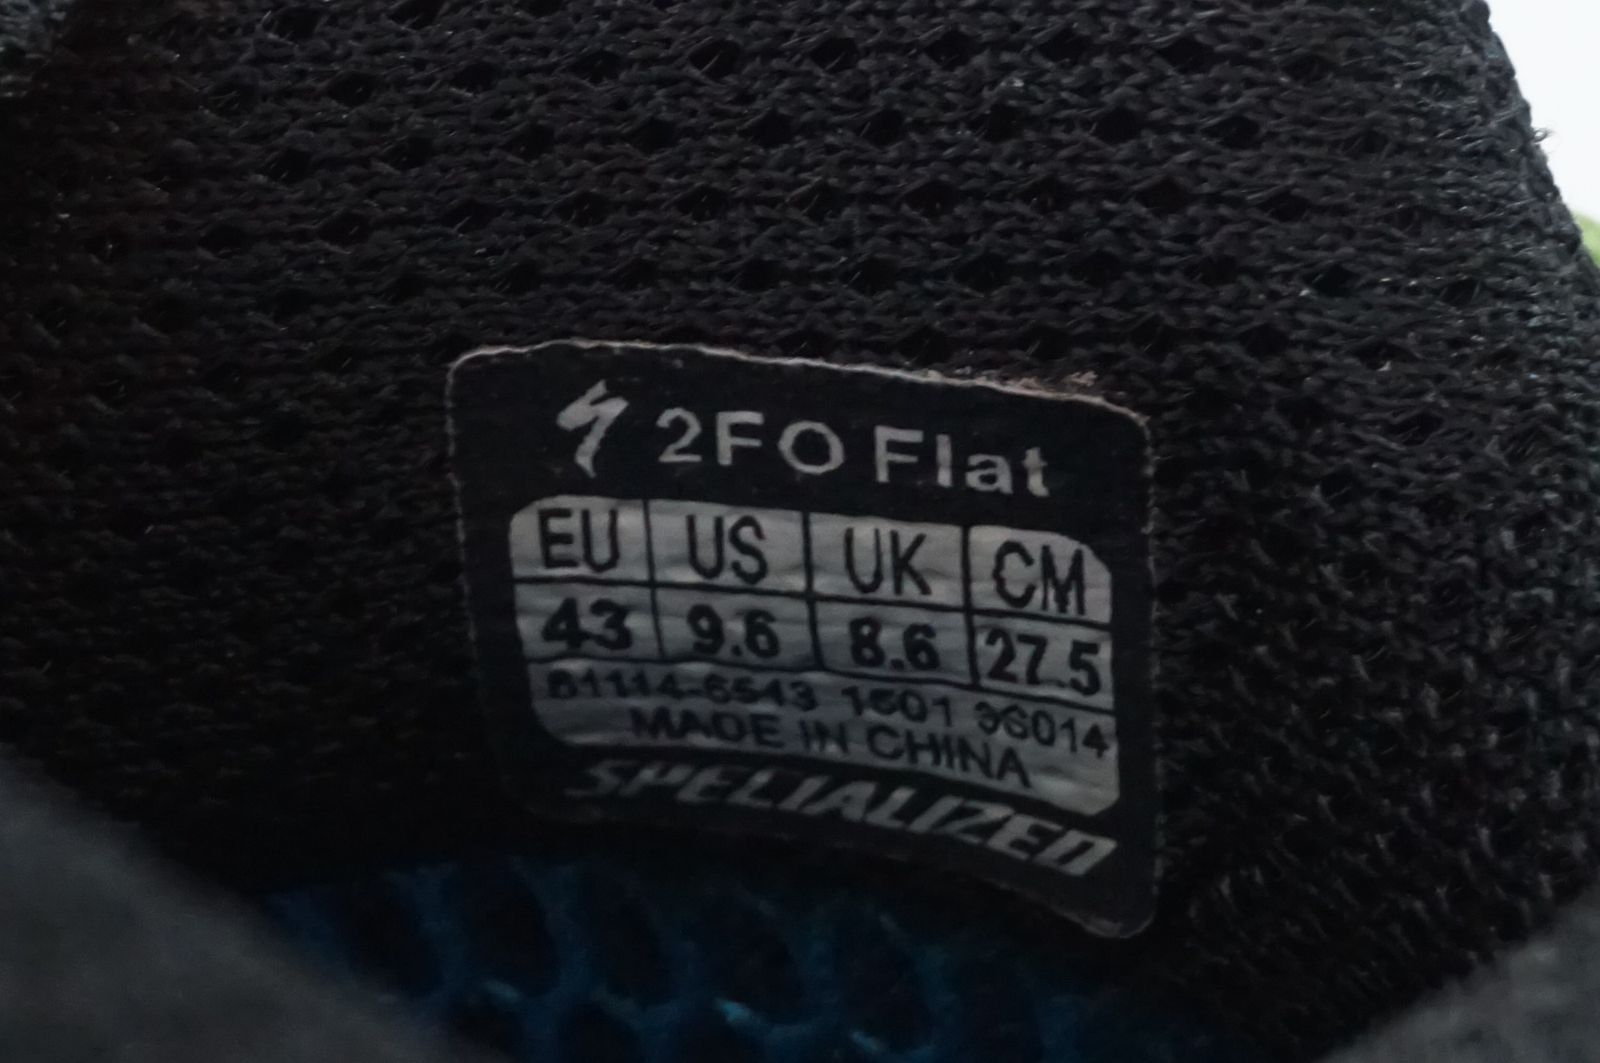 2FO Flat
EU US UK CM
43 9.6 8.6 27.5
61114-6543 1601 36014
MADE IN CHINA
SPECIALIZED